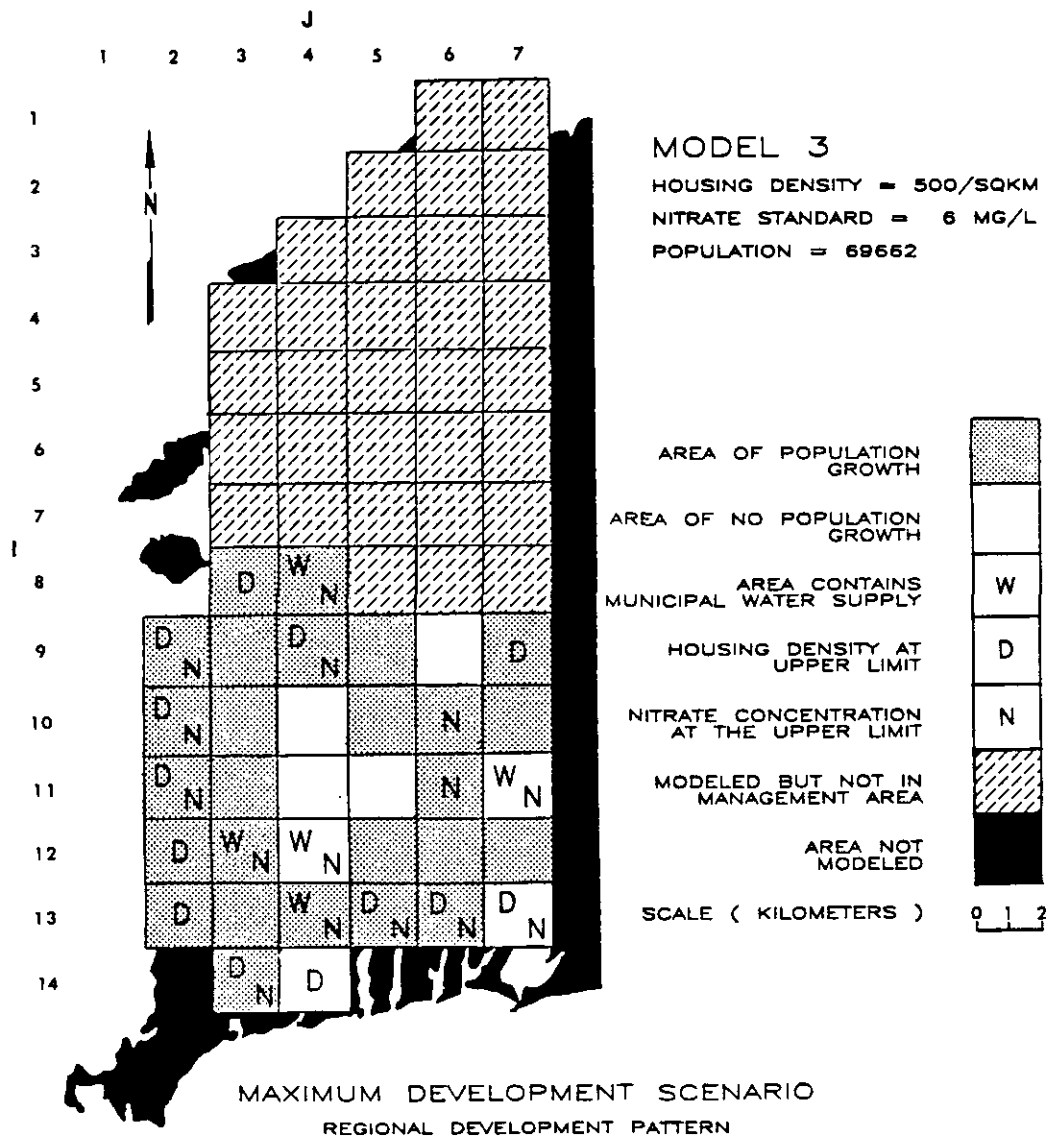 J
1 2 3 4 5 6 7
1
MODEL 3
2
HOUSING DENSITY = 500/SQKM
N
NITRATE STANDARD = 6 MG/L
3
POPULATION = 69662
4
5
6
AREA OF POPULATION
GROWTH
7
AREA OF NO POPULATION
GROWTH
I
8 D W N
AREA CONTAINS
MUNICIPAL WATER SUPPLY
W
9 D N D N D
HOUSING DENSITY AT
UPPER LIMIT
D
10 D N N
NITRATE CONCENTRATION
AT THE UPPER LIMIT
N
11 D N N W N
MODELED BUT NOT IN
MANAGEMENT AREA
12 D W N W N
AREA NOT
MODELED
13 D W N D N D N D N
SCALE ( KILOMETERS )
0 1 2
14 D N D
MAXIMUM DEVELOPMENT SCENARIO
REGIONAL DEVELOPMENT PATTERN